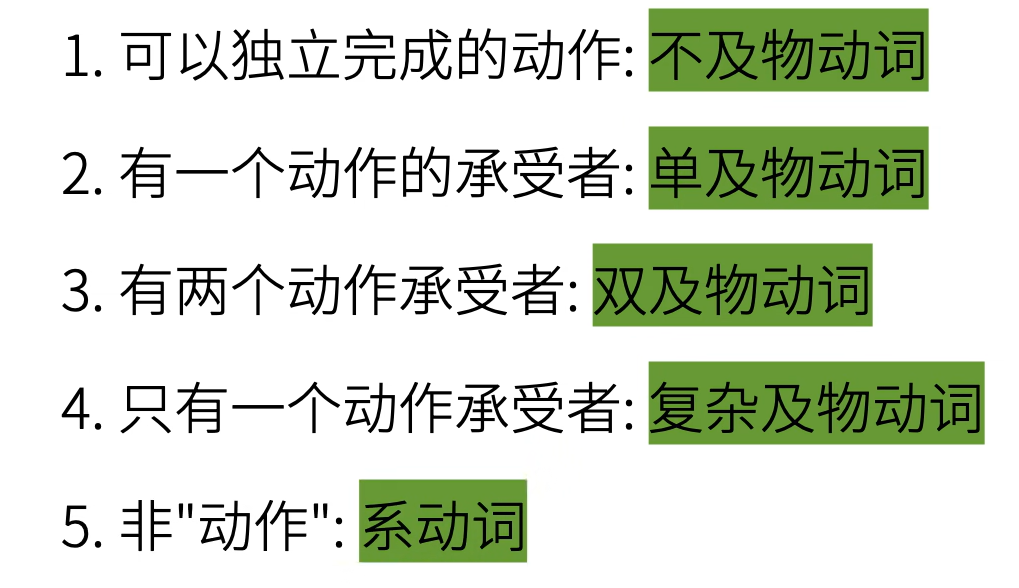 1. 可以独立完成的动作: 不及物动词
2. 有一个动作的承受者: 单及物动词
3. 有两个动作承受者: 双及物动词
4. 只有一个动作承受者: 复杂及物动词
5. 非"动作": 系动词